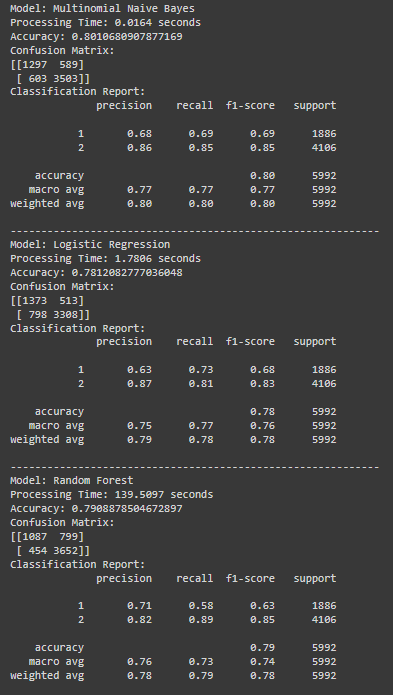 Model: Multinomial Naive Bayes
Processing Time: 0.0164 seconds
Accuracy: 0.8010680907877169
Confusion Matrix:
[[1297  589]
 [ 603 3503]]
Classification Report:
              precision    recall  f1-score   support

           1       0.68      0.69      0.69      1886
           2       0.86      0.85      0.85      4106

    accuracy                           0.80      5992
   macro avg       0.77      0.77      0.77      5992
weighted avg       0.80      0.80      0.80      5992

------------------------------------------------------------
Model: Logistic Regression
Processing Time: 1.7806 seconds
Accuracy: 0.7812082777036048
Confusion Matrix:
[[1373  513]
 [ 798 3308]]
Classification Report:
              precision    recall  f1-score   support

           1       0.63      0.73      0.68      1886
           2       0.87      0.81      0.83      4106

    accuracy                           0.78      5992
   macro avg       0.75      0.77      0.76      5992
weighted avg       0.79      0.78      0.78      5992

------------------------------------------------------------
Model: Random Forest
Processing Time: 139.5097 seconds
Accuracy: 0.7908878504672897
Confusion Matrix:
[[1087  799]
 [ 454 3652]]
Classification Report:
              precision    recall  f1-score   support

           1       0.71      0.58      0.63      1886
           2       0.82      0.89      0.85      4106

    accuracy                           0.79      5992
   macro avg       0.76      0.73      0.74      5992
weighted avg       0.78      0.79      0.78      5992